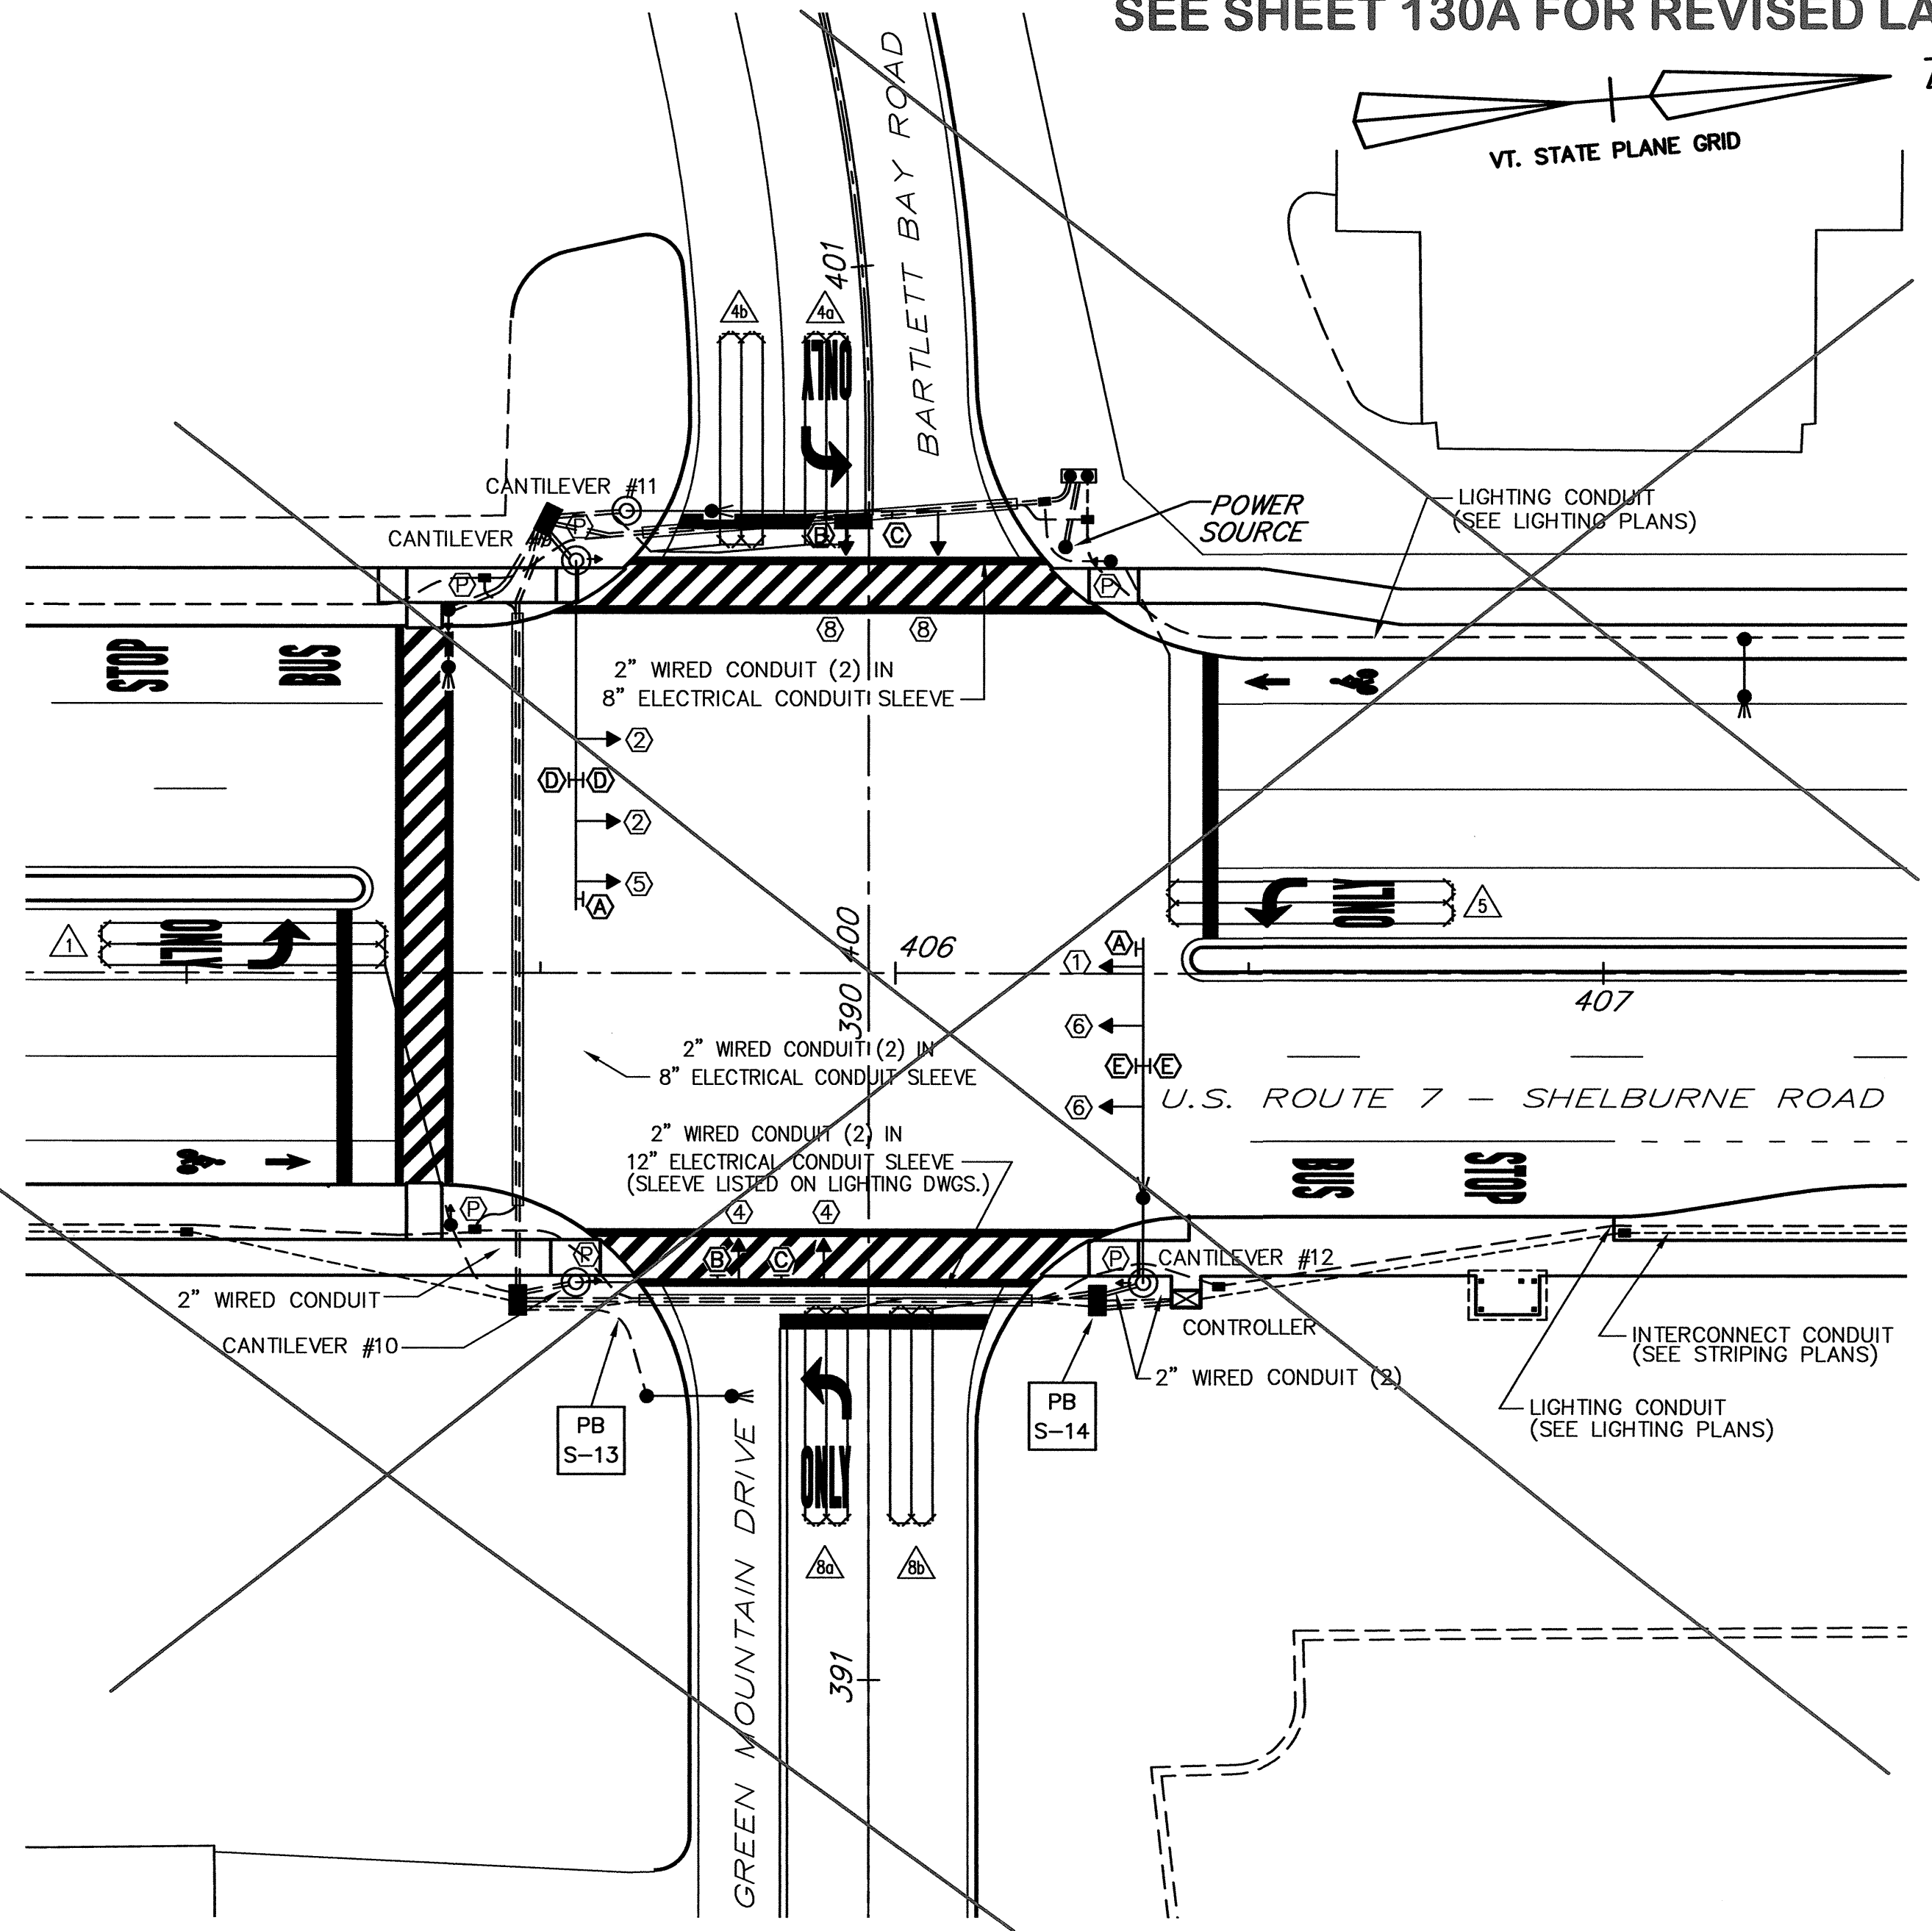 SEE SHEET 130A FOR REVISED LA
VT. STATE PLANE GRID
BARTLETT BAY ROAD
401
4b
4a
ONLY
CANTILEVER #11
CANTILEVER
P
B
C
POWER
SOURCE
LIGHTING CONDUIT
(SEE LIGHTING PLANS)
P
P
8
8
STOP
BUS
2" WIRED CONDUIT (2) IN
8" ELECTRICAL CONDUIT SLEEVE
2
D
D
2
5
A
ONLY
5
1
ONLY
400
406
A
1
390
407
6
2" WIRED CONDUIT (2) IN
8" ELECTRICAL CONDUIT SLEEVE
E
E
6
U.S. ROUTE 7 - SHELBURNE ROAD
2" WIRED CONDUIT (2) IN
12" ELECTRICAL CONDUIT SLEEVE
(SLEEVE LISTED ON LIGHTING DWGS.)
BUS
STOP
P
4
4
P
B
C
P
CANTILEVER #12
2" WIRED CONDUIT
CONTROLLER
CANTILEVER #10
INTERCONNECT CONDUIT
(SEE STRIPING PLANS)
2" WIRED CONDUIT (2)
PB
S-13
PB
S-14
LIGHTING CONDUIT
(SEE LIGHTING PLANS)
ONLY
8a
8b
GREEN MOUNTAIN DRIVE
391